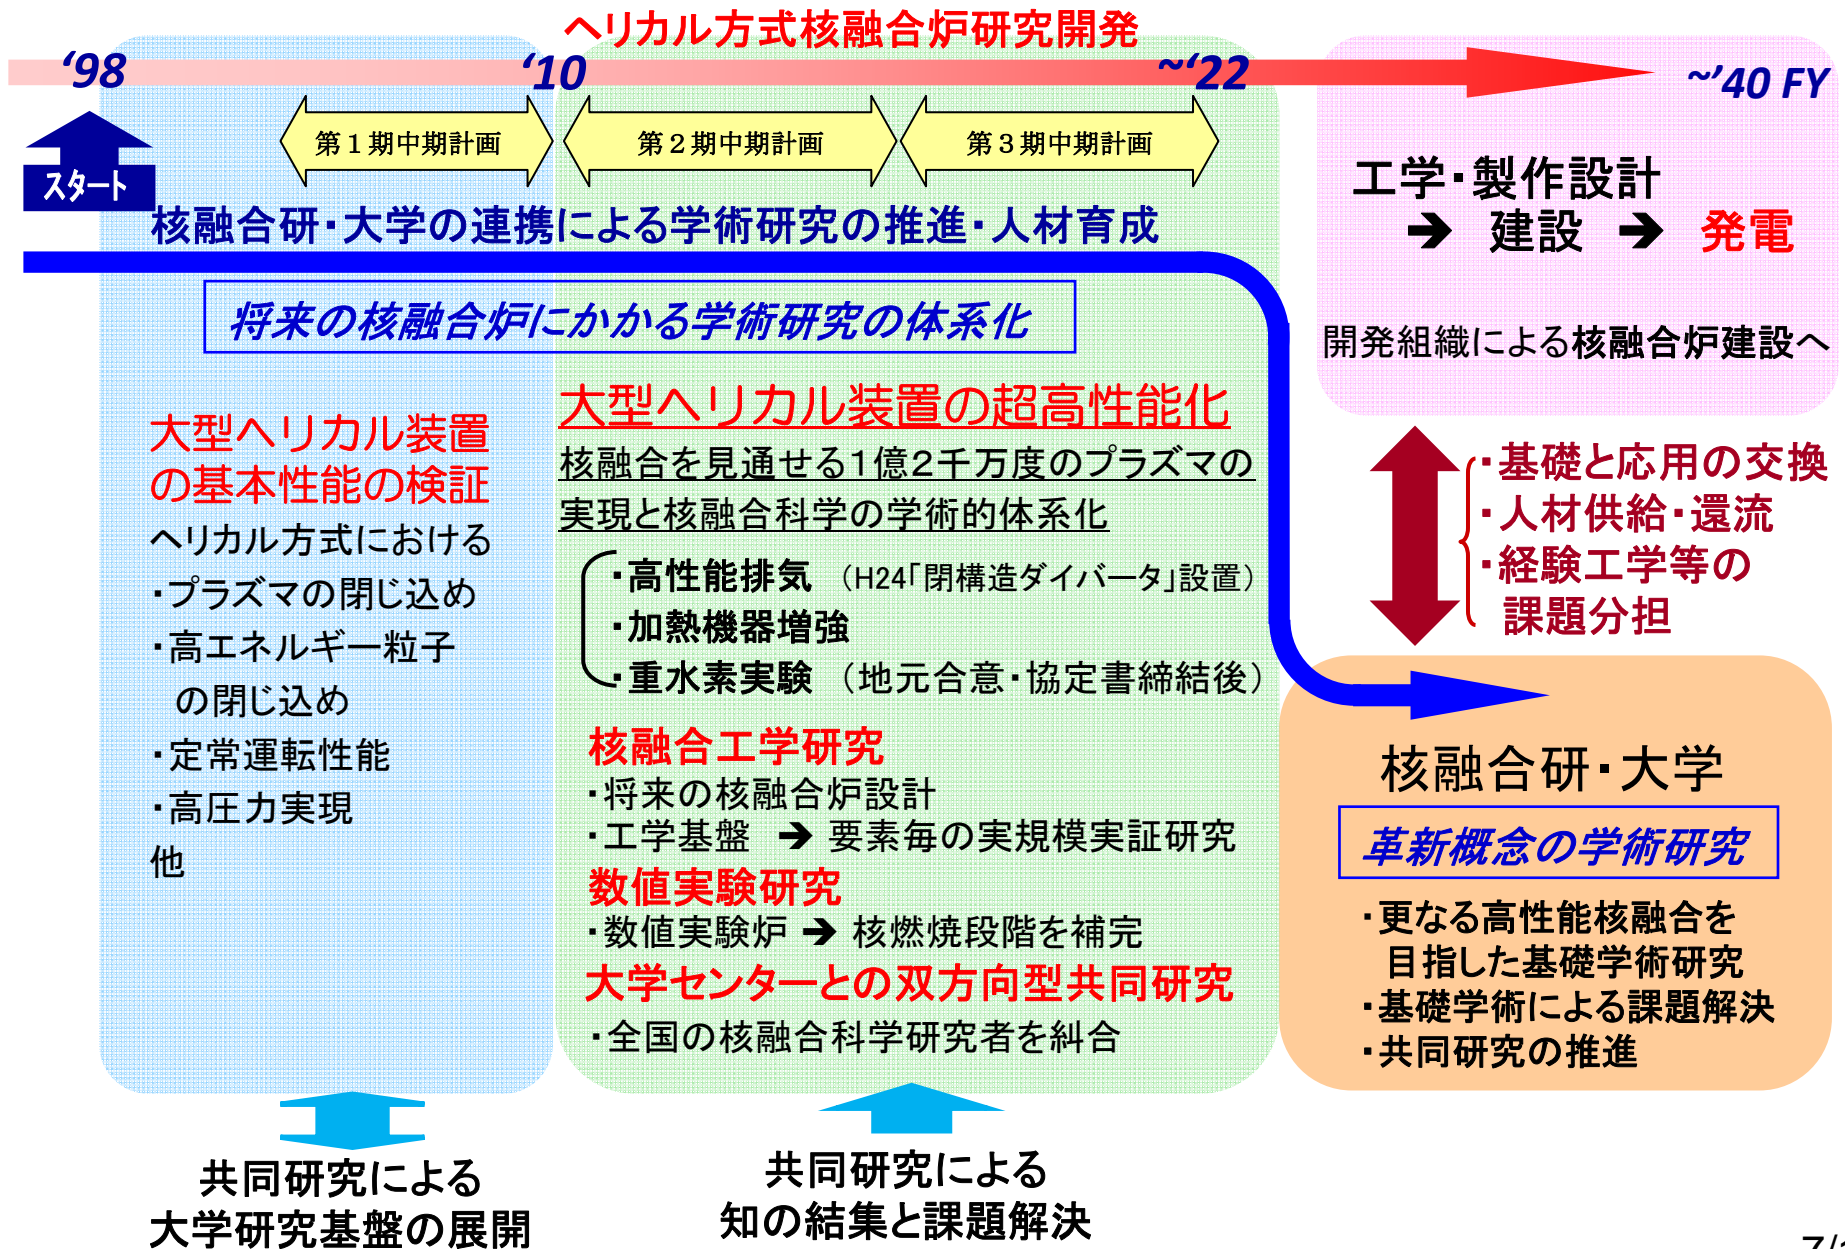 ヘリカル方式核融合炉研究開発
‘98
‘10
~‘22
~’40 FY
スタート
第1期中期計画
第2期中期計画
第3期中期計画
核融合研・大学の連携による学術研究の推進・人材育成
将来の核融合炉にかかる学術研究の体系化
工学・製作設計
➔ 建設 ➔ 発電
開発組織による核融合炉建設へ
大型ヘリカル装置
の基本性能の検証
ヘリカル方式における
・プラズマの閉じ込め
・高エネルギー粒子
の閉じ込め
・定常運転性能
・高圧力実現
他
大型ヘリカル装置の超高性能化
核融合を見通せる1億2千万度のプラズマの
実現と核融合科学の学術的体系化
・高性能排気 （H24「閉構造ダイバータ」設置）
・加熱機器増強
・重水素実験 （地元合意・協定書締結後）
核融合工学研究
・将来の核融合炉設計
・工学基盤 ➔ 要素毎の実規模実証研究
数値実験研究
・数値実験炉 ➔ 核燃焼段階を補完
大学センターとの双方向型共同研究
・全国の核融合科学研究者を糾合
・基礎と応用の交換
・人材供給・還流
・経験工学等の
課題分担
核融合研・大学
革新概念の学術研究
・更なる高性能核融合を
目指した基礎学術研究
・基礎学術による課題解決
・共同研究の推進
共同研究による
大学研究基盤の展開
共同研究による
知の結集と課題解決
7/